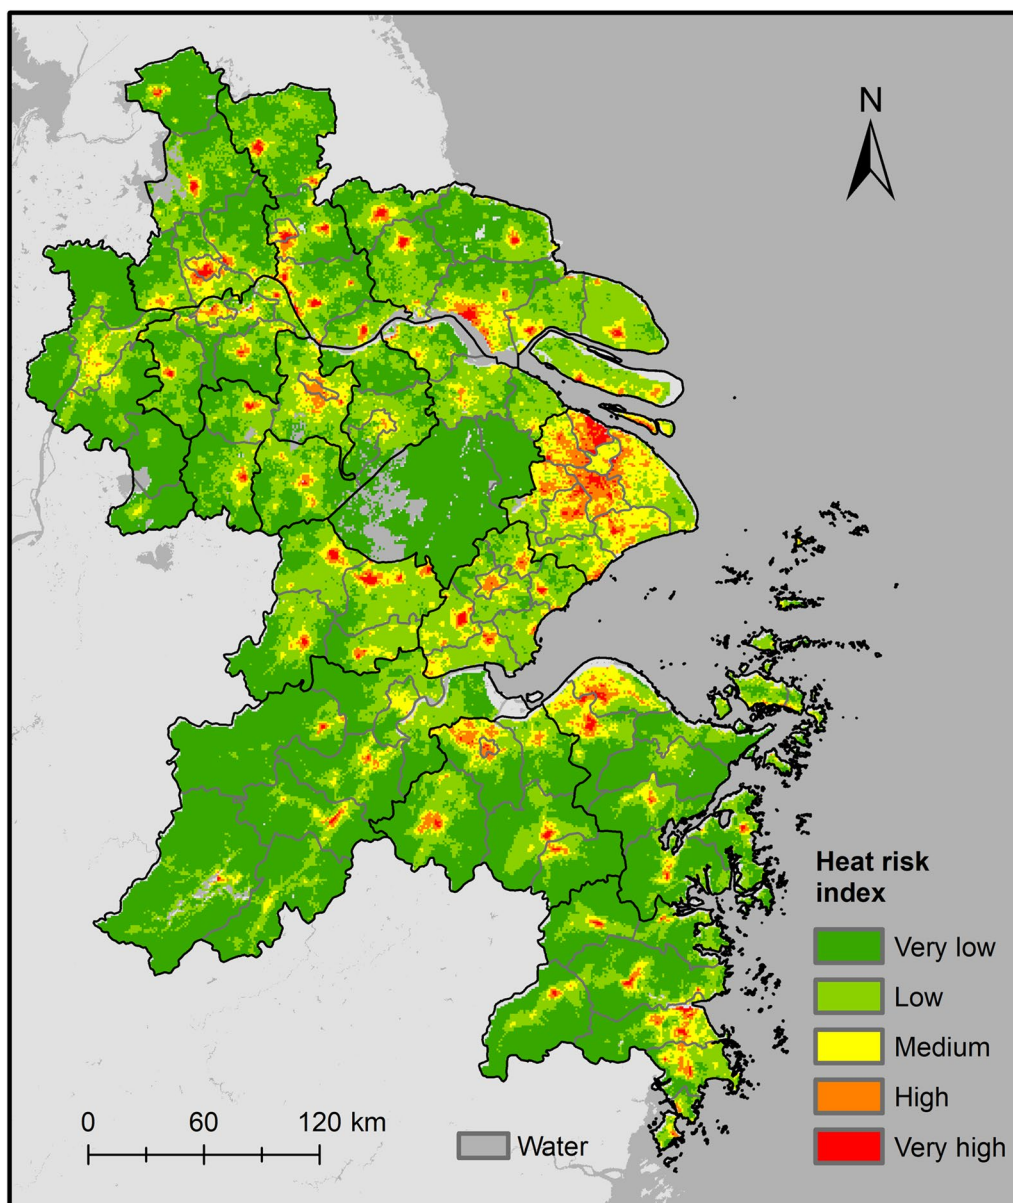 N
Heat risk
index
Very low
Low
Medium
High
Very high
0 60 120 km
Water